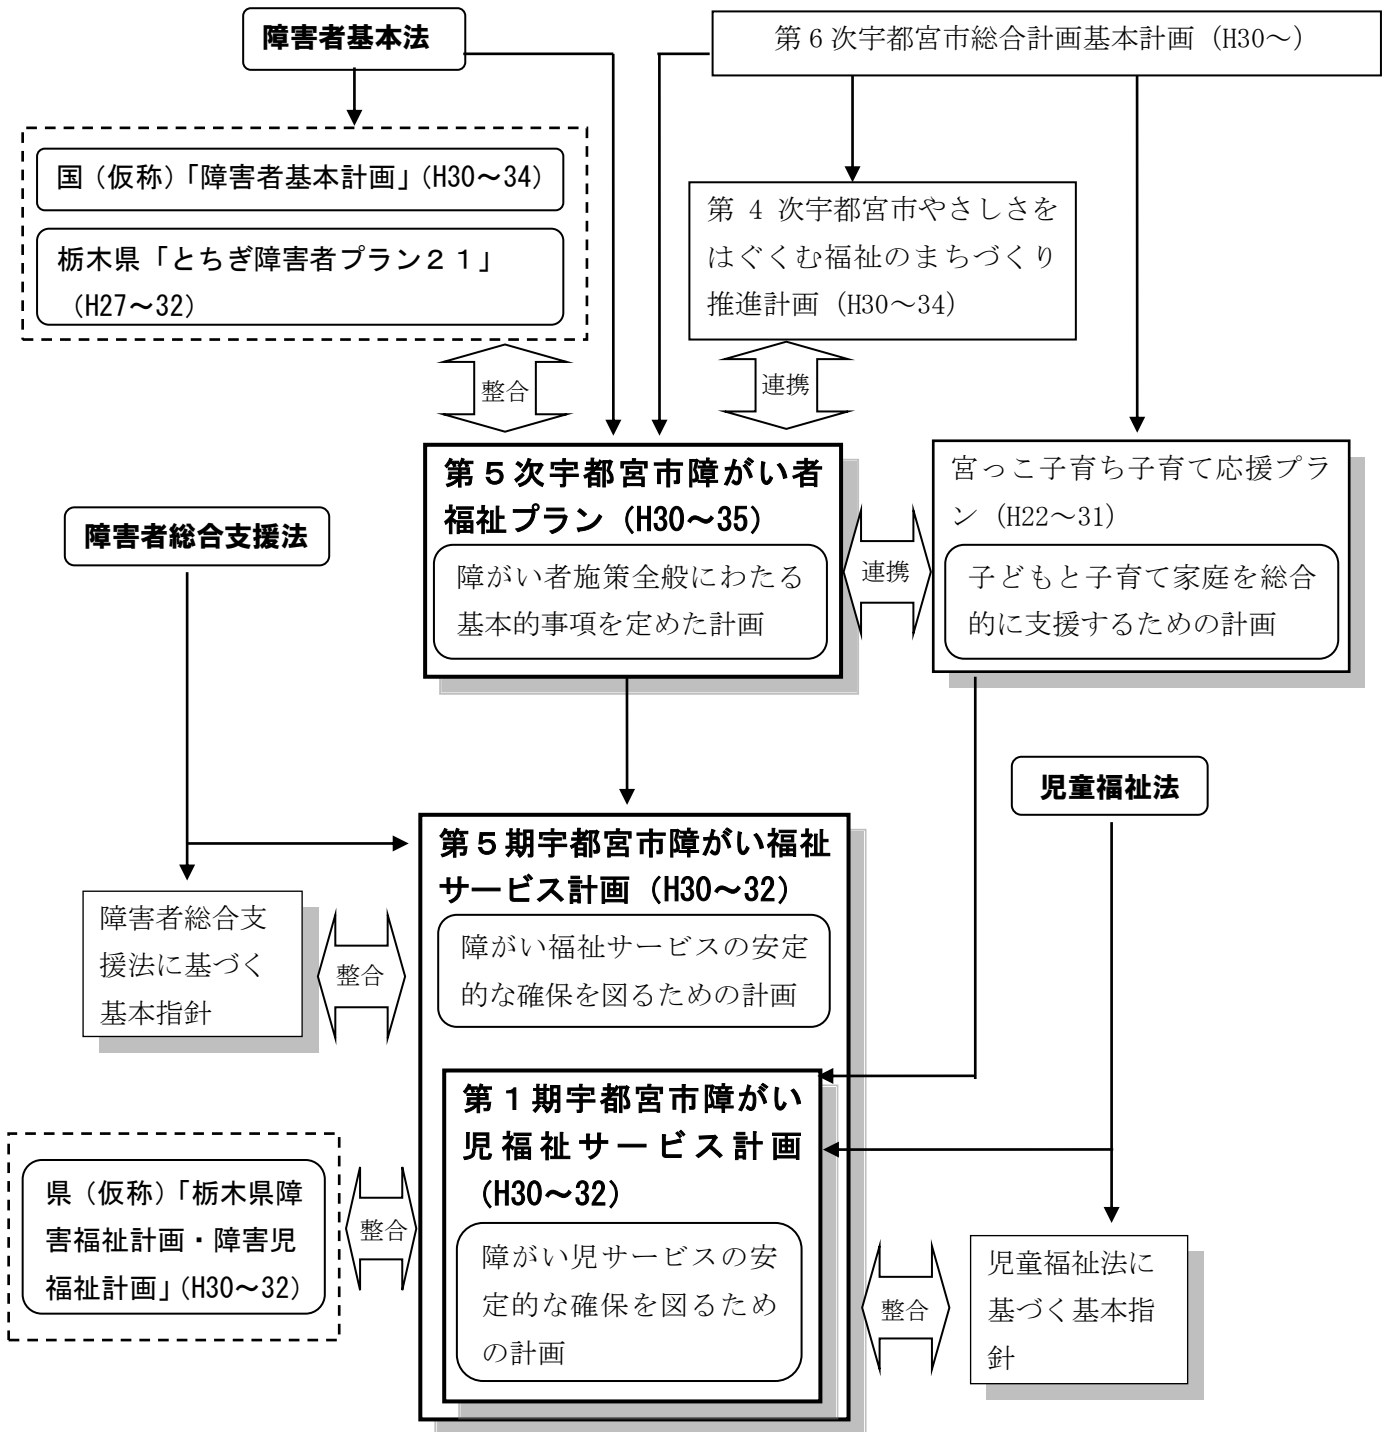 障害者基本法
第６次宇都宮市総合計画基本計画（H30～）
国（仮称）「障害者基本計画」（H30～34）
栃木県「とちぎ障害者プラン２１」
（H27～32）
第 4 次宇都宮市やさしさを
はぐくむ福祉のまちづくり
推進計画（H30～34）
整合
連携
第５次宇都宮市障がい者
福祉プラン（H30～35）
障がい者施策全般にわたる
基本的事項を定めた計画
連携
宮っこ子育ち子育て応援プラ
ン（H22～31）
子どもと子育て家庭を総合
的に支援するための計画
障害者総合支援法
児童福祉法
第５期宇都宮市障がい福祉
サービス計画（H30～32）
障がい福祉サービスの安定
的な確保を図るための計画
障害者総合支
援法に基づく
基本指針
整合
第１期宇都宮市障がい
児福祉サービス計画
（H30～32）
障がい児サービスの安
定的な確保を図るため
の計画
県（仮称）「栃木県障
害福祉計画・障害児
福祉計画」（H30～32）
整合
整合
児童福祉法に
基づく基本指
針